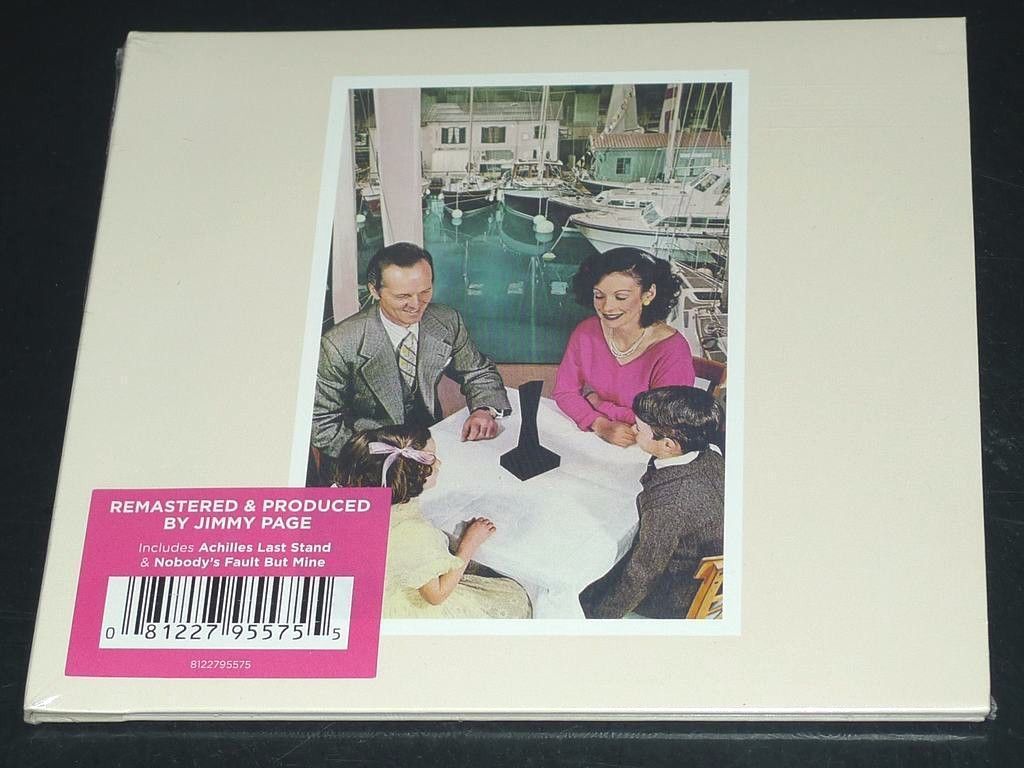 REMASTERED & PRODUCED
BY JIMMY PAGE
Includes Achilles Last Stand
& Nobody's Fault But Mine
0 81227 95575 5
8122795575